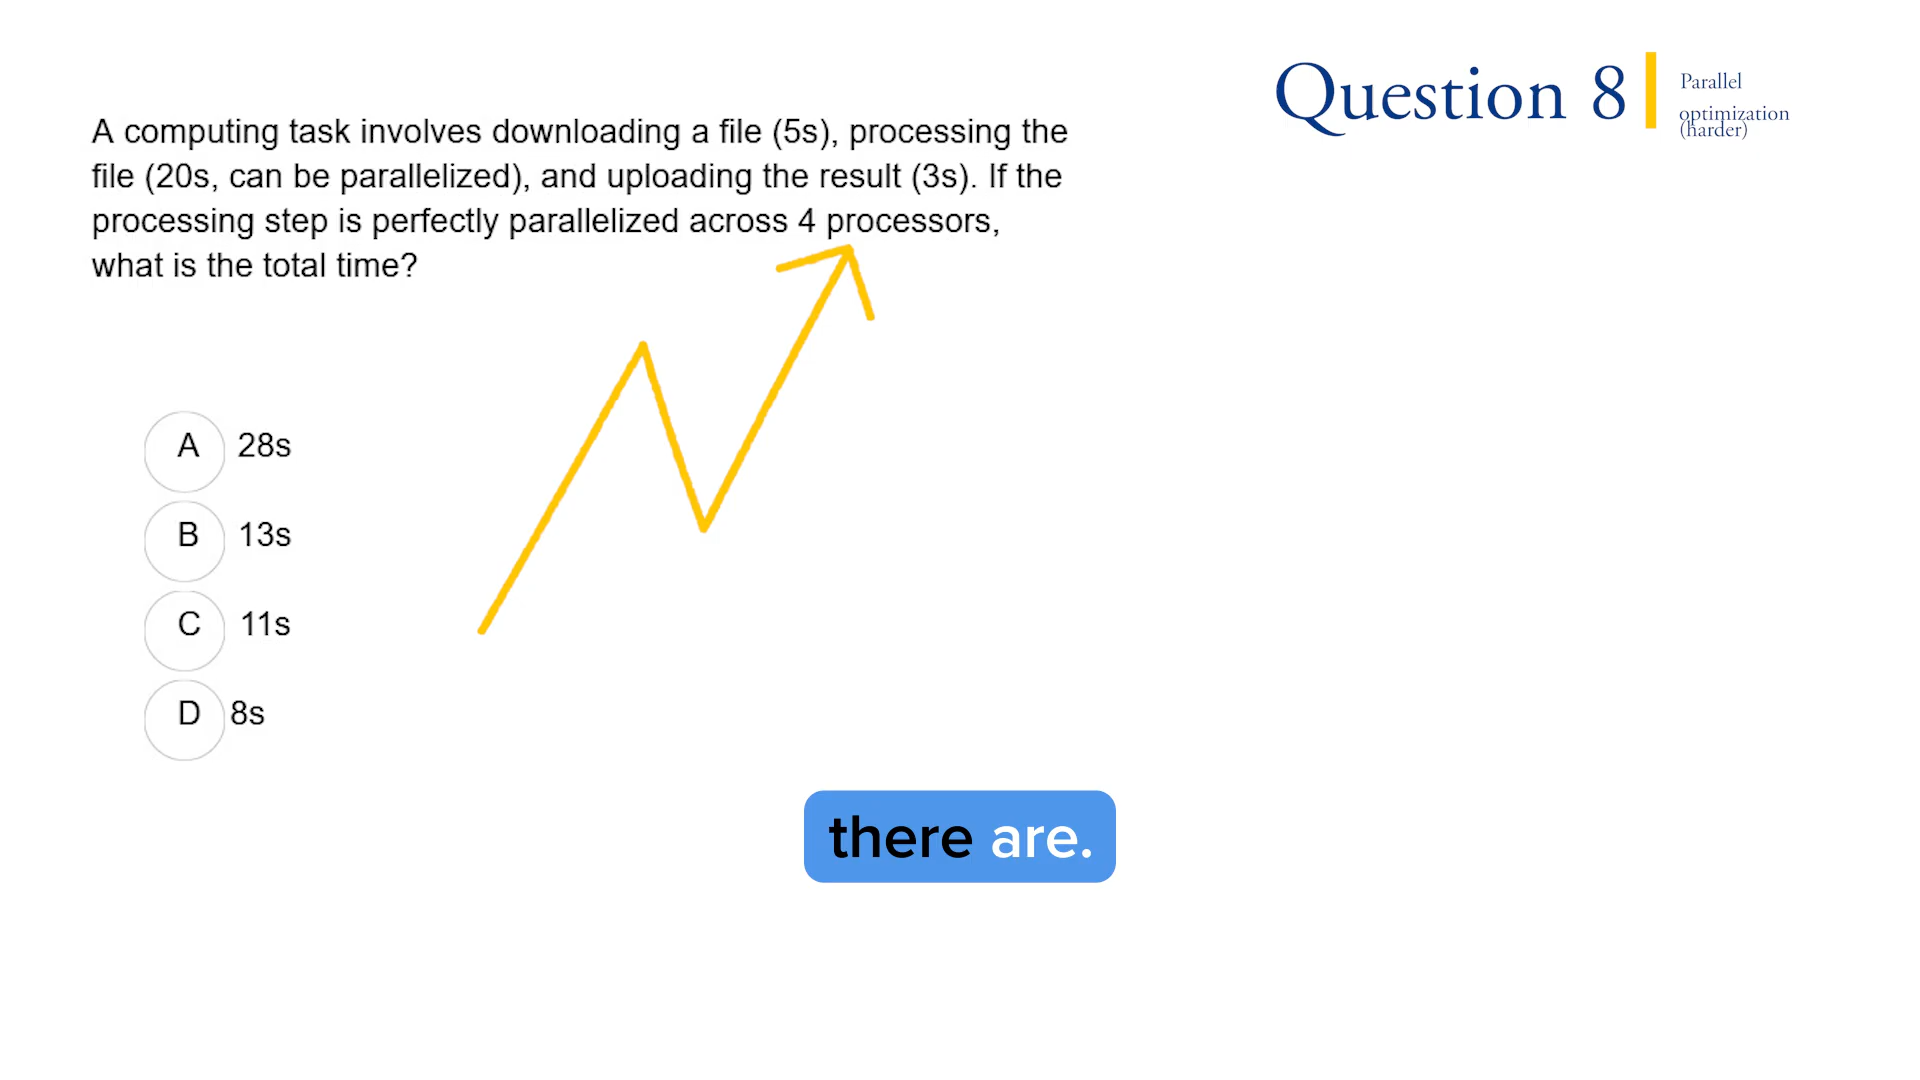 Question 8
Parallel
optimization
(harder)
A computing task involves downloading a file (5s), processing the
file (20s, can be parallelized), and uploading the result (3s). If the
processing step is perfectly parallelized across 4 processors,
what is the total time?
A 28s
B 13s
C 11s
D 8s
there are.